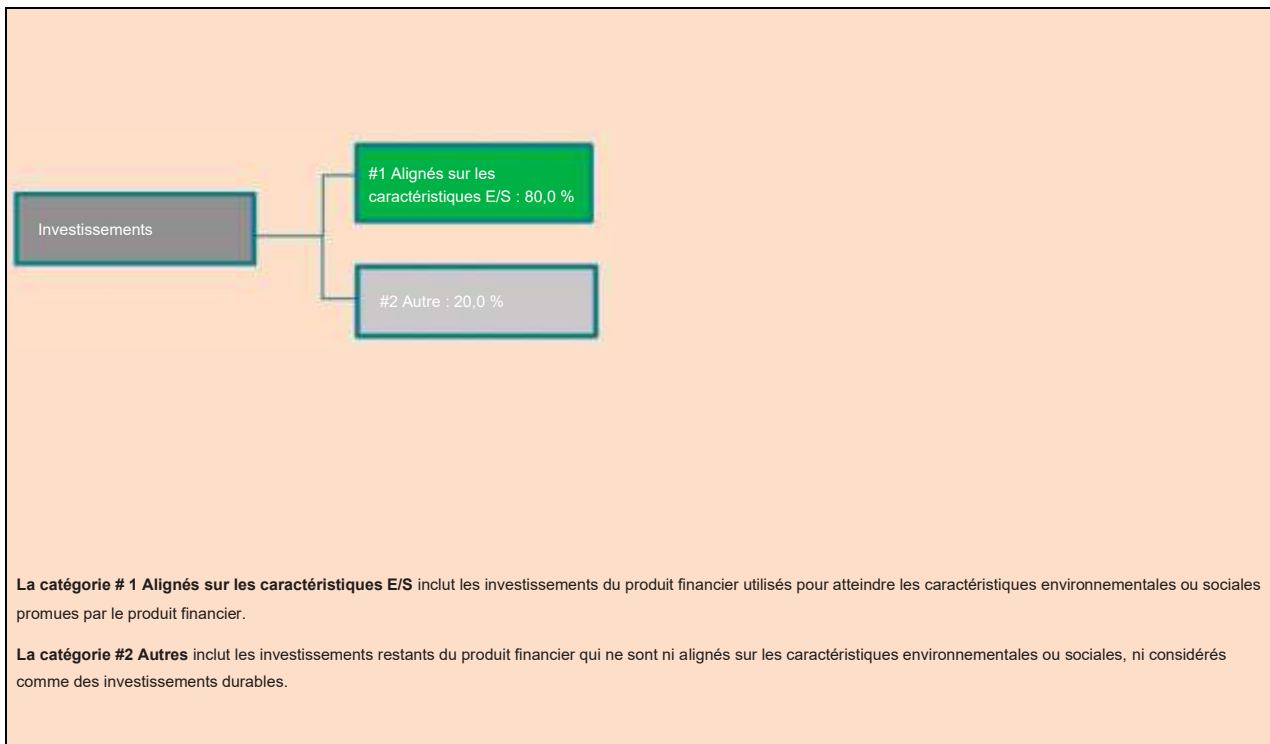 #1 Alignés sur les
caractéristiques E/S : 80,0 %
Investissements
#2 Autre : 20,0 %
La catégorie # 1 Alignés sur les caractéristiques E/S inclut les investissements du produit financier utilisés pour atteindre les caractéristiques environnementales ou sociales
promues par le produit financier.
La catégorie #2 Autres inclut les investissements restants du produit financier qui ne sont ni alignés sur les caractéristiques environnementales ou sociales, ni considérés
comme des investissements durables.